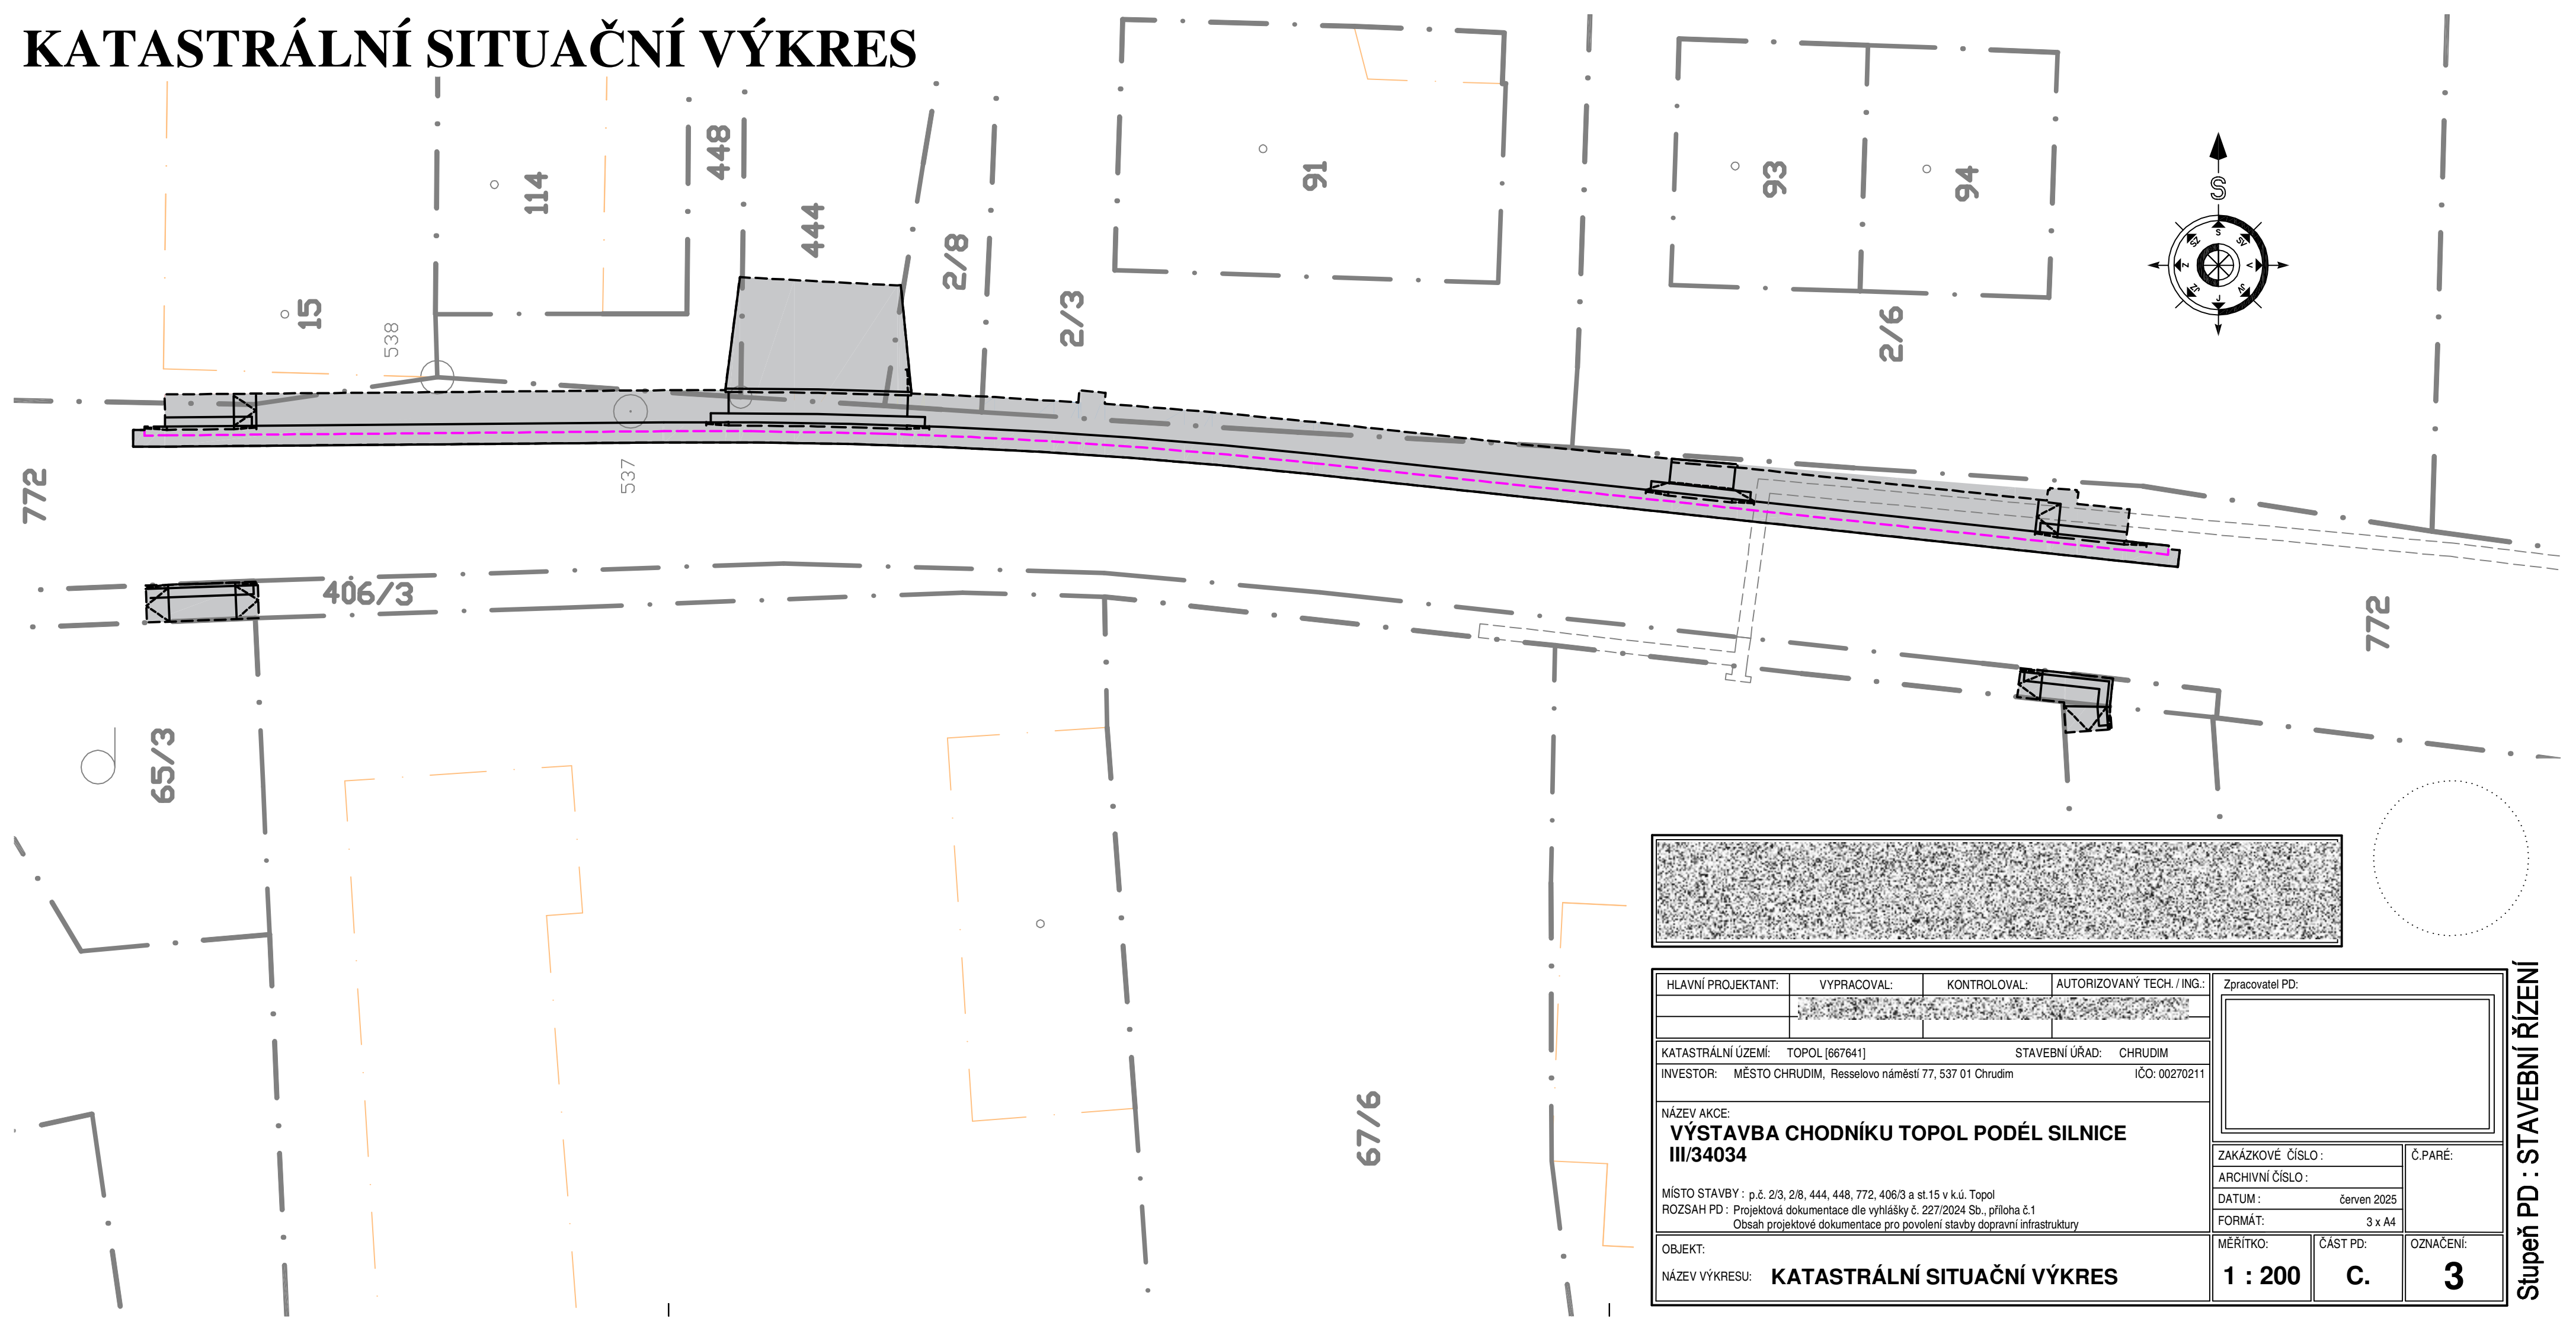 KATASTRÁLNÍ SITUAČNÍ VÝKRES
448
114
444
2/8
91
93
94
S
S
SV
V
JV
J
JZ
Z
SZ
15
538
2/3
2/6
772
537
406/3
772
65/3
67/6
HLAVNÍ PROJEKTANT: VYPRACOVAL: KONTROLOVAL: AUTORIZOVANÝ TECH. / ING.: Zpracovatel PD:
KATASTRÁLNÍ ÚZEMÍ: TOPOL [667641] STAVEBNÍ ÚŘAD: CHRUDIM
INVESTOR: MĚSTO CHRUDIM, Resselovo náměstí 77, 537 01 Chrudim IČO: 00270211
NÁZEV AKCE:
VÝSTAVBA CHODNÍKU TOPOL PODÉL SILNICE
III/34034
MÍSTO STAVBY : p.č. 2/3, 2/8, 444, 448, 772, 406/3 a st.15 v k.ú. Topol
ROZSAH PD : Projektová dokumentace dle vyhlášky č. 227/2024 Sb., příloha č.1
Obsah projektové dokumentace pro povolení stavby dopravní infrastruktury
OBJEKT:
NÁZEV VÝKRESU: KATASTRÁLNÍ SITUAČNÍ VÝKRES
ZAKÁZKOVÉ ČÍSLO : Č.PARÉ:
ARCHIVNÍ ČÍSLO :
DATUM : červen 2025
FORMÁT: 3 x A4
MĚŘÍTKO: ČÁST PD: OZNAČENÍ:
1 : 200 C. 3
Stupeň PD : STAVEBNÍ ŘÍZENÍ